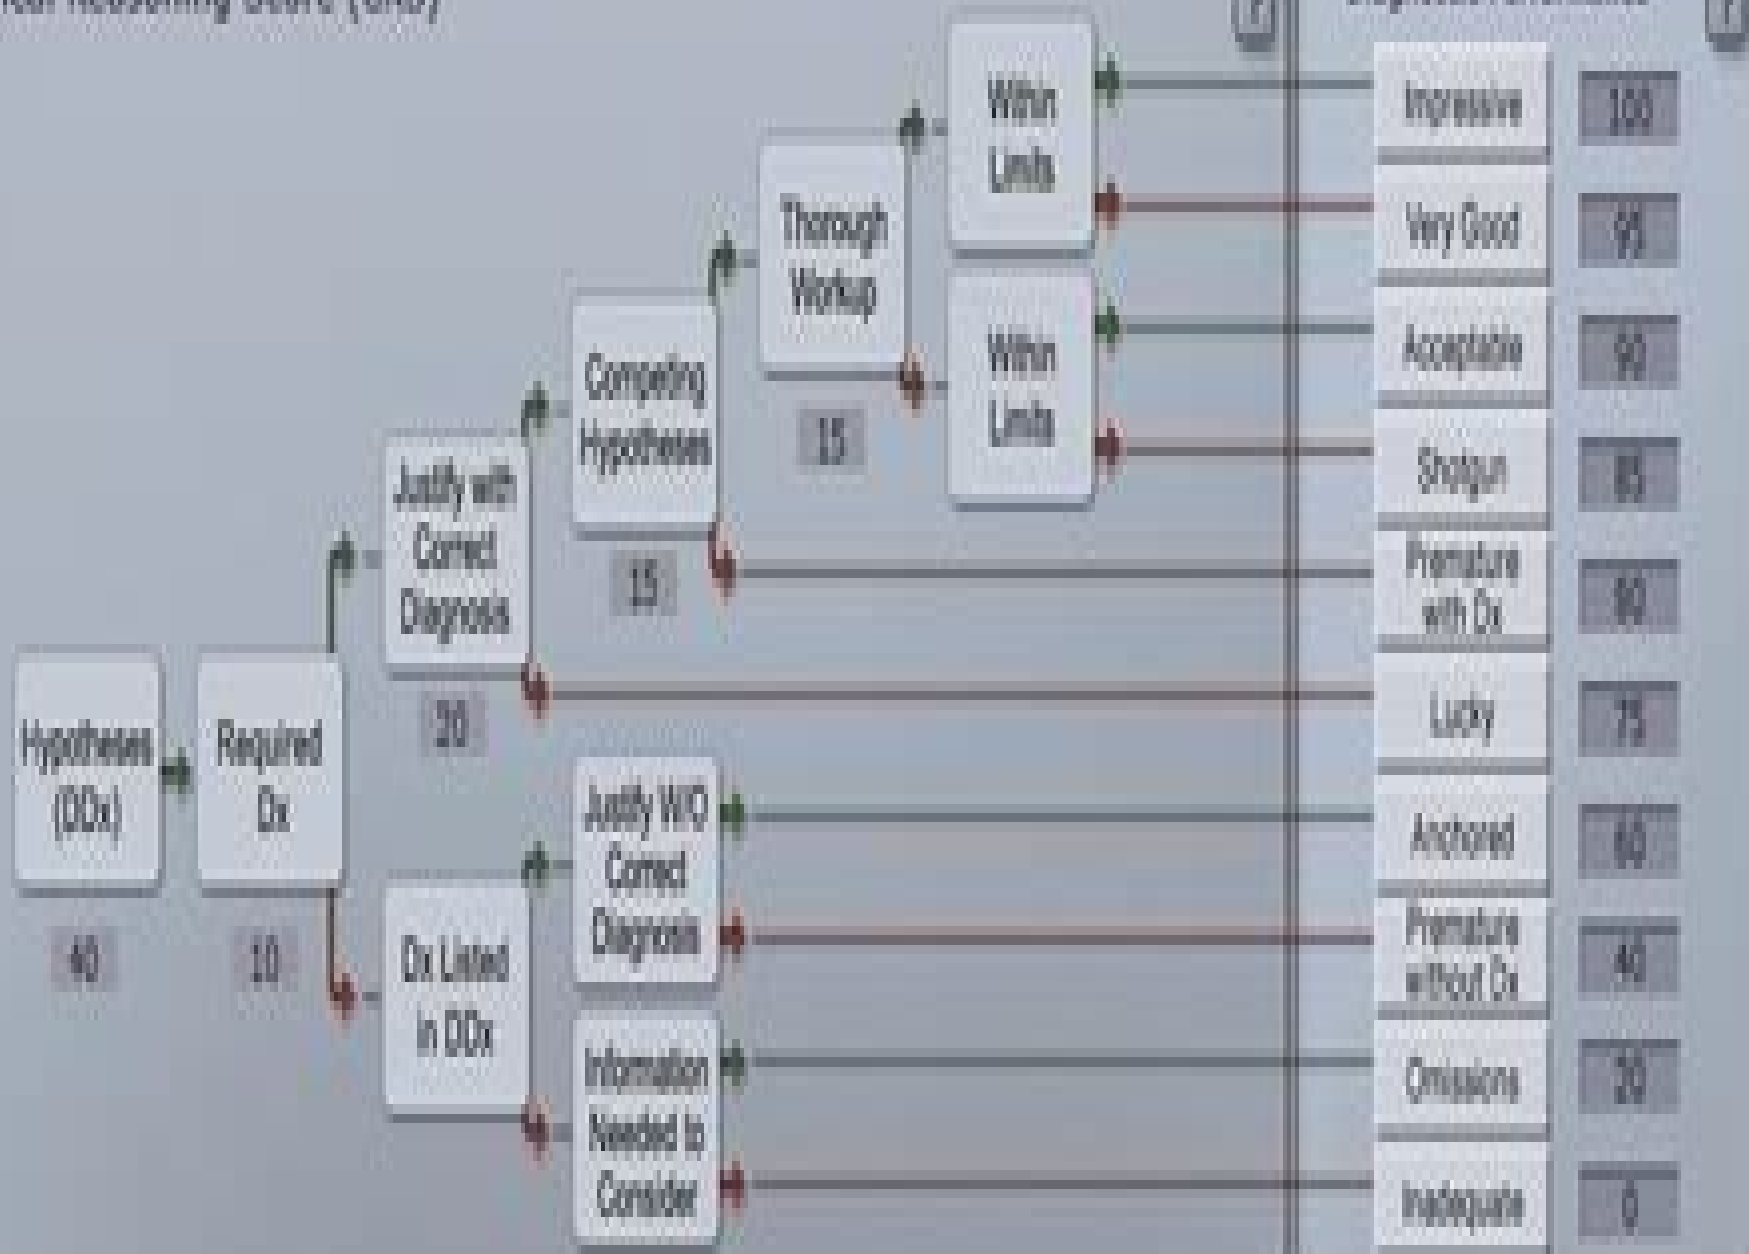 Reasoning Score
Impressive
100
Very Good
95
Acceptable
90
Shotgun
85
Premature
with Dx
80
Lucky
75
Anchored
60
Premature
without Dx
40
Omissions
20
Inadequate
0
Within
Limits
Within
Limits
Thorough
Workup
15
Competing
Hypotheses
15
Justify with
Correct
Diagnosis
20
Hypotheses
(DDx)
40
Required
Dx
10
Dx Listed
in DDx
Justify W/O
Correct
Diagnosis
Information
Needed to
Consider